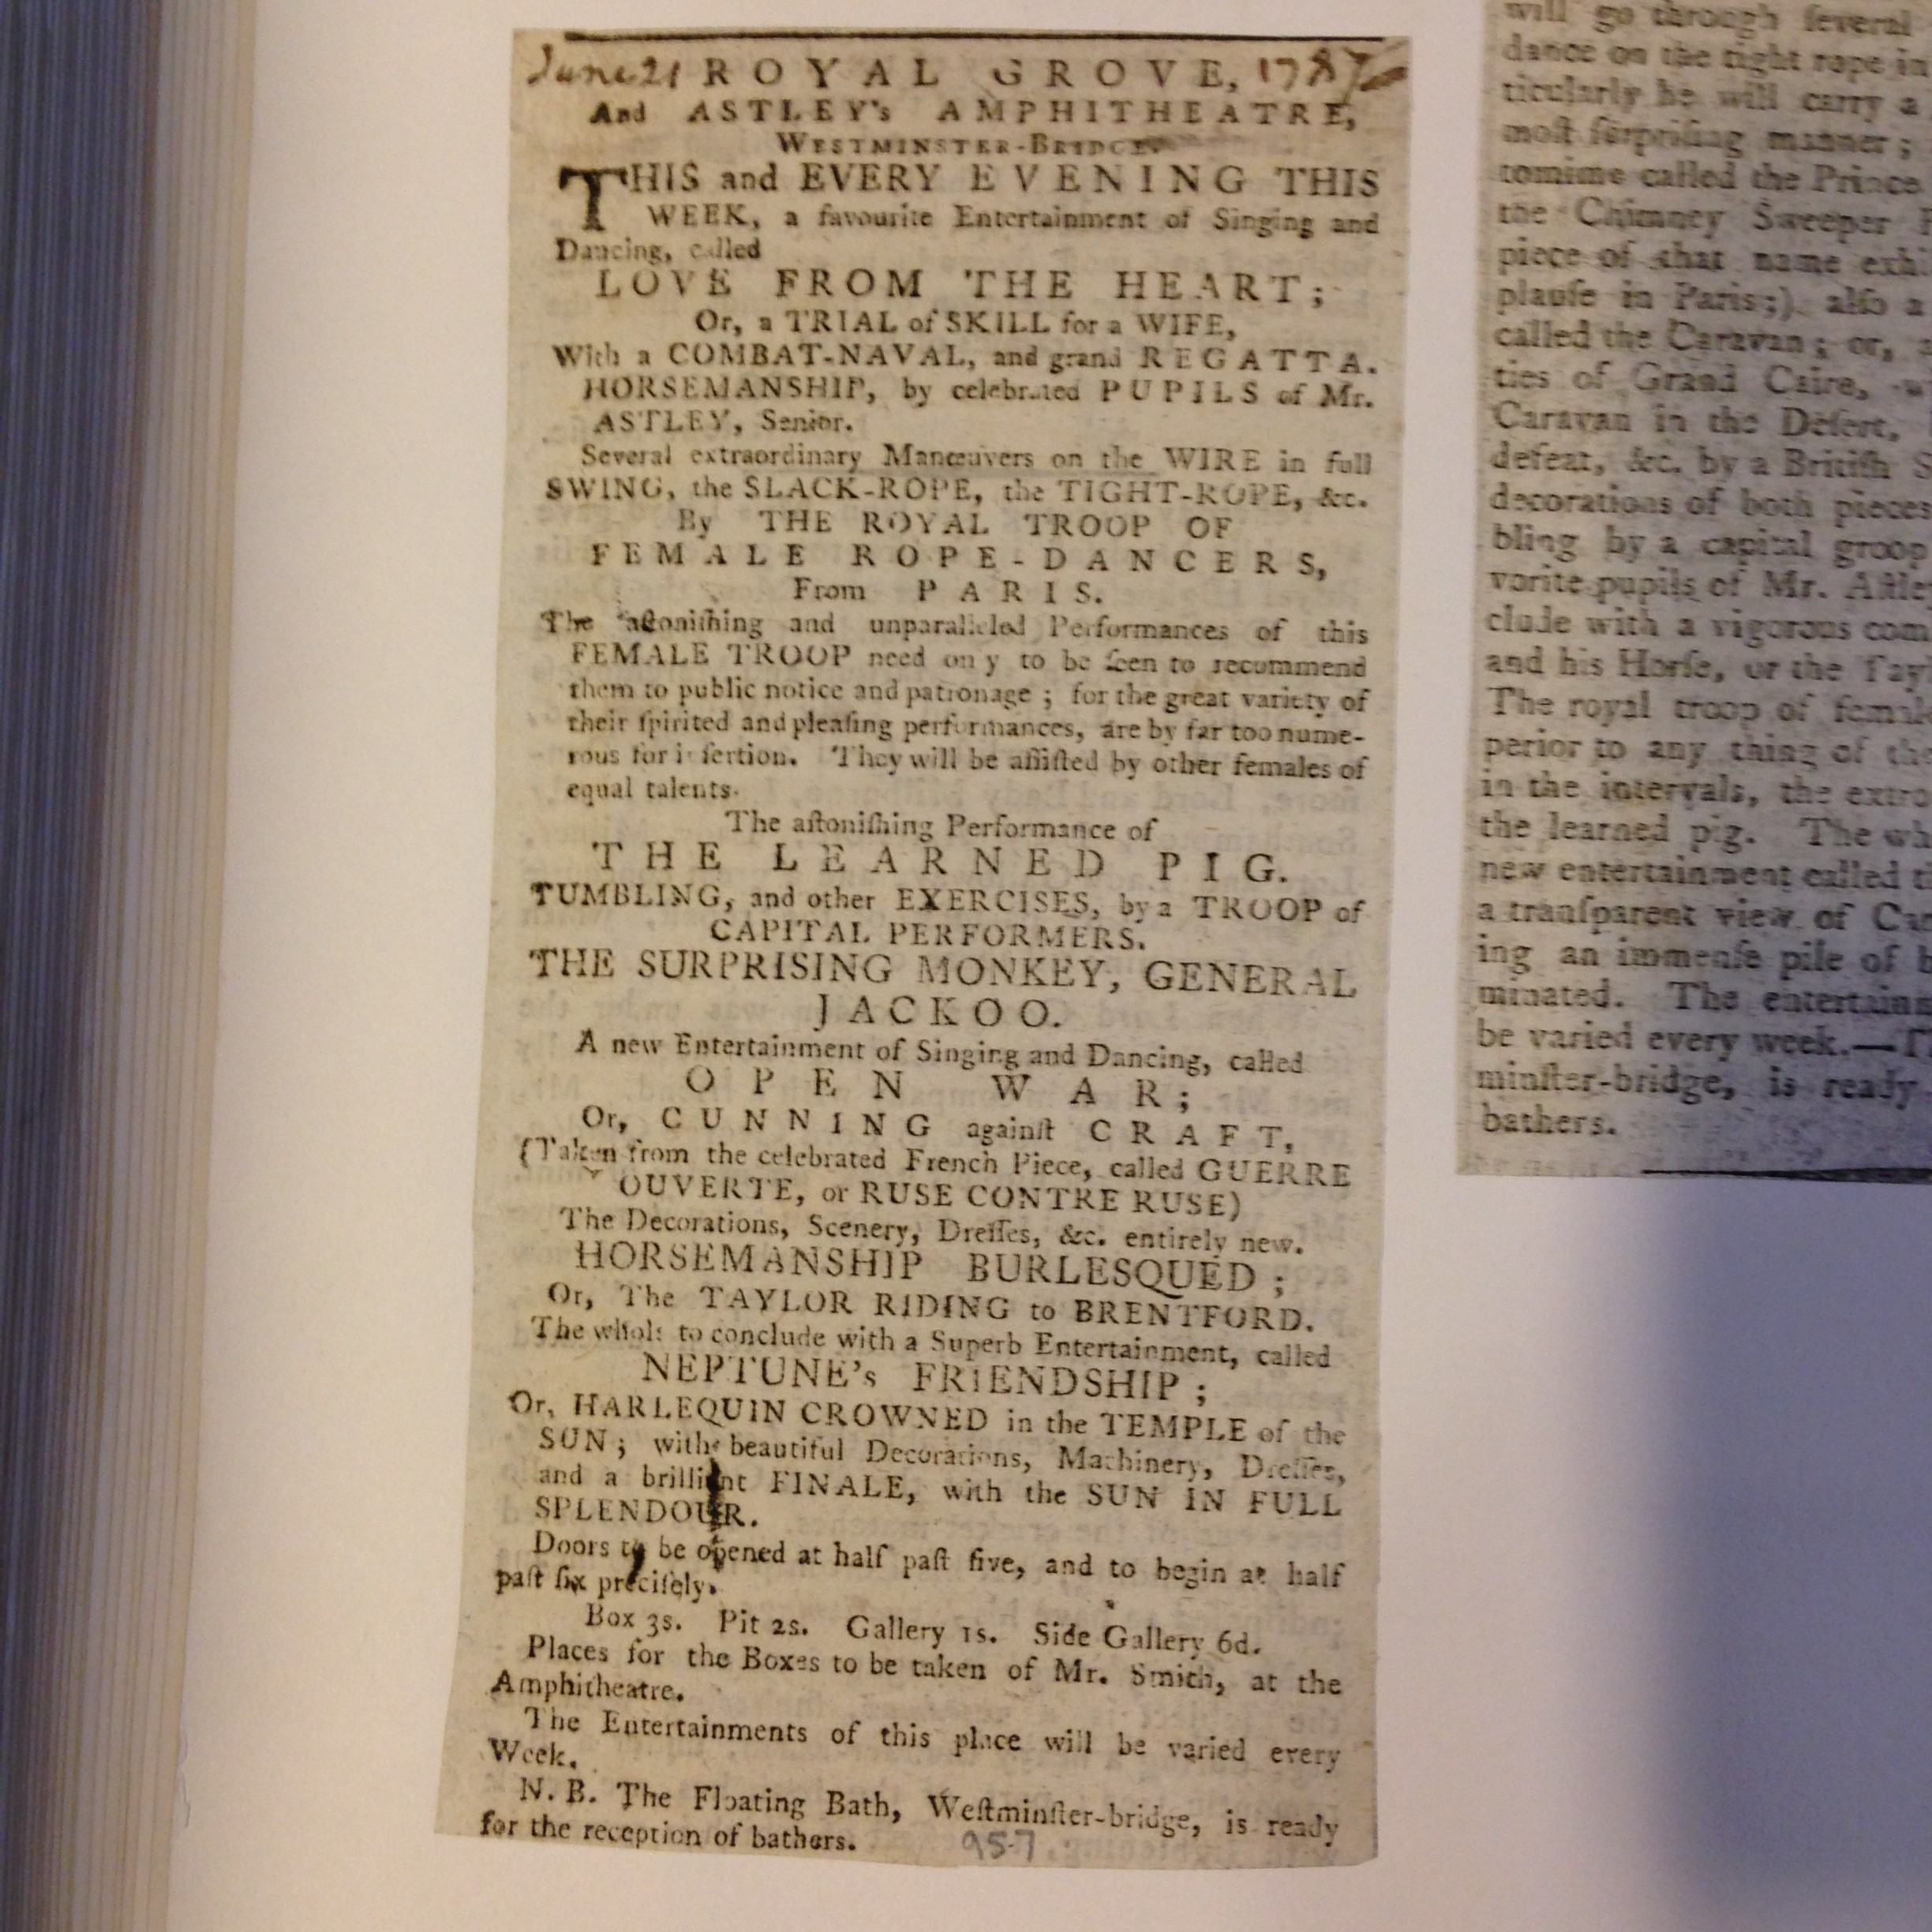 June 21 ROYAL GROVE, 1787
And ASTLEY's AMPHITHEATRE,
WESTMINSTER-BRIDGE
THIS and EVERY EVENING THIS
WEEK, a favourite Entertainment of Singing and
Dancing, called
LOVE FROM THE HEART;
Or, a TRIAL of SKILL for a WIFE,
With a COMBAT-NAVAL, and grand REGATTA.
HORSEMANSHIP, by celebrated PUPILS of Mr.
ASTLEY, Senior.
Several extraordinary Manœuvers on the WIRE in full
SWING, the SLACK-ROPE, the TIGHT-ROPE, &c.
By THE ROYAL TROOP OF
FEMALE ROPE-DANCERS,
From PARIS.
The aſtoniſhing and unparalleled Performances of this
FEMALE TROOP need only to be ſeen to recommend
them to public notice and patronage; for the great variety of
their ſpirited and pleaſing performances, are by far too nume-
rous for inſertion. They will be aſſiſted by other females of
equal talents.
The aſtoniſhing Performance of
THE LEARNED PIG.
TUMBLING, and other EXERCISES, by a TROOP of
CAPITAL PERFORMERS.
THE SURPRISING MONKEY, GENERAL
JACKOO.
A new Entertainment of Singing and Dancing, called
OPEN WAR;
Or, CUNNING againſt CRAFT,
(Taken from the celebrated French Piece, called GUERRE
OUVERTE, or RUSE CONTRE RUSE)
The Decorations, Scenery, Dreſſes, &c. entirely new.
HORSEMANSHIP BURLESQUED;
Or, The TAYLOR RIDING to BRENTFORD.
The whole to conclude with a Superb Entertainment, called
NEPTUNE's FRIENDSHIP;
Or, HARLEQUIN CROWNED in the TEMPLE of the
SUN; with beautiful Decorations, Machinery, Dreſſes,
and a brilliant FINALE, with the SUN IN FULL
SPLENDOUR.
Doors to be opened at half paſt five, and to begin at half
paſt ſix preciſely.
Box 3s. Pit 2s. Gallery 1s. Side Gallery 6d.
Places for the Boxes to be taken of Mr. Smith, at the
Amphitheatre.
The Entertainments of this place will be varied every
Week.
N. B. The Floating Bath, Weſtminſter-bridge, is ready
for the reception of bathers.
957
will go through ſeveral
dance on the tight rope in
ticularly he will carry a
moſt ſurpriſing manner;
tomime called the Prince
the Chimney Sweeper
piece of that name exhi
plauſe in Paris;) alſo a
called the Caravan; or,
ties of Grand Caire,
Caravan in the Deſert,
defeat, &c. by a Britiſh S
decorations of both pieces
bling by a capital groop
vorite pupils of Mr. Aſtle
clude with a vigorous com
and his Horſe, or the Tayl
The royal troop of femal
perior to any thing of the
in the intervals, the extro
the learned pig. The wh
new entertainment called th
a tranſparent view of
ing an immenſe pile of b
minated. The entertain
be varied every week.—
minſter-bridge, is ready
bathers.